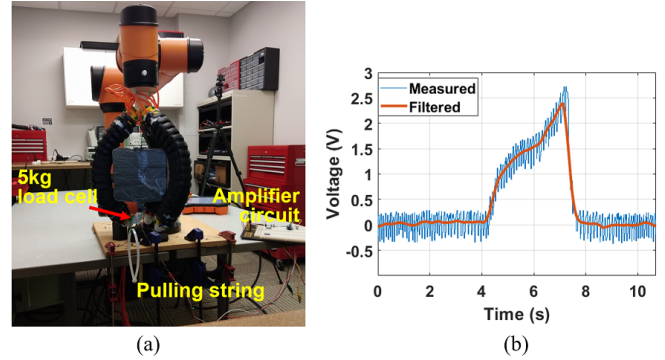 5kg
load cell
Amplifier
circuit
Pulling string
(a)
Voltage (V)
3
2.5
2
1.5
1
0.5
0
-0.5
Measured
Filtered
0 2 4 6 8 10
Time (s)
(b)